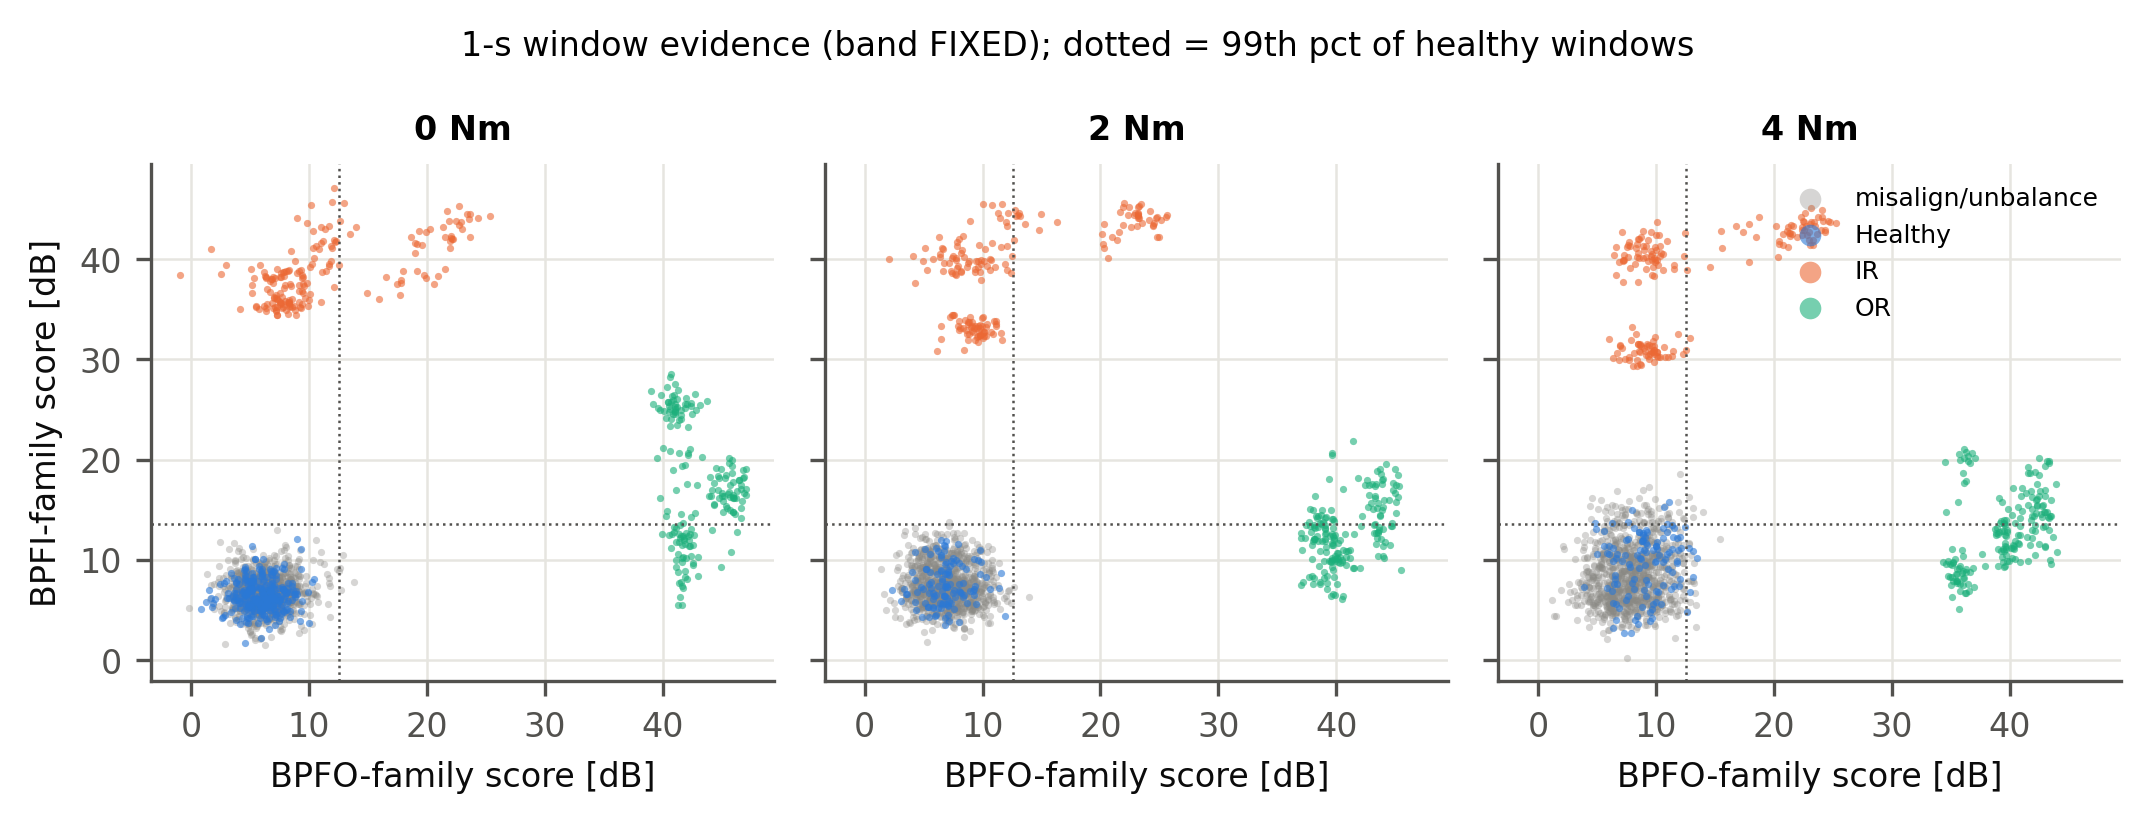 1-s window evidence (band FIXED); dotted = 99th pct of healthy windows
0 Nm
2 Nm
4 Nm
BPFI-family score [dB]
40
30
20
10
0
misalign/unbalance
Healthy
IR
OR
0 10 20 30 40
0 10 20 30 40
0 10 20 30 40
BPFO-family score [dB]
BPFO-family score [dB]
BPFO-family score [dB]